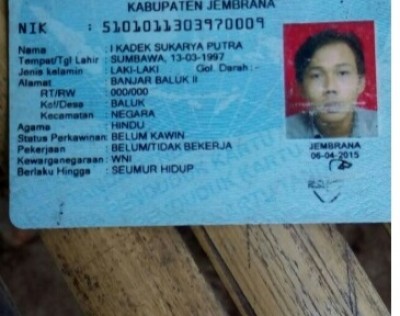 KABUPATEN JEMBRANA
NIK : 5101011303970009
Nama : I KADEK SUKARYA PUTRA
Tempat/Tgl Lahir : SUMBAWA, 13-03-1997
Jenis kelamin : LAKI-LAKI Gol. Darah : -
Alamat : BANJAR BALUK II
RT/RW : 000/000
Kel/Desa : BALUK
Kecamatan : NEGARA
Agama : HINDU
Status Perkawinan: BELUM KAWIN
Pekerjaan : BELUM/TIDAK BEKERJA
Kewarganegaraan: WNI
Berlaku Hingga : SEUMUR HIDUP
JEMBRANA
06-04-2015